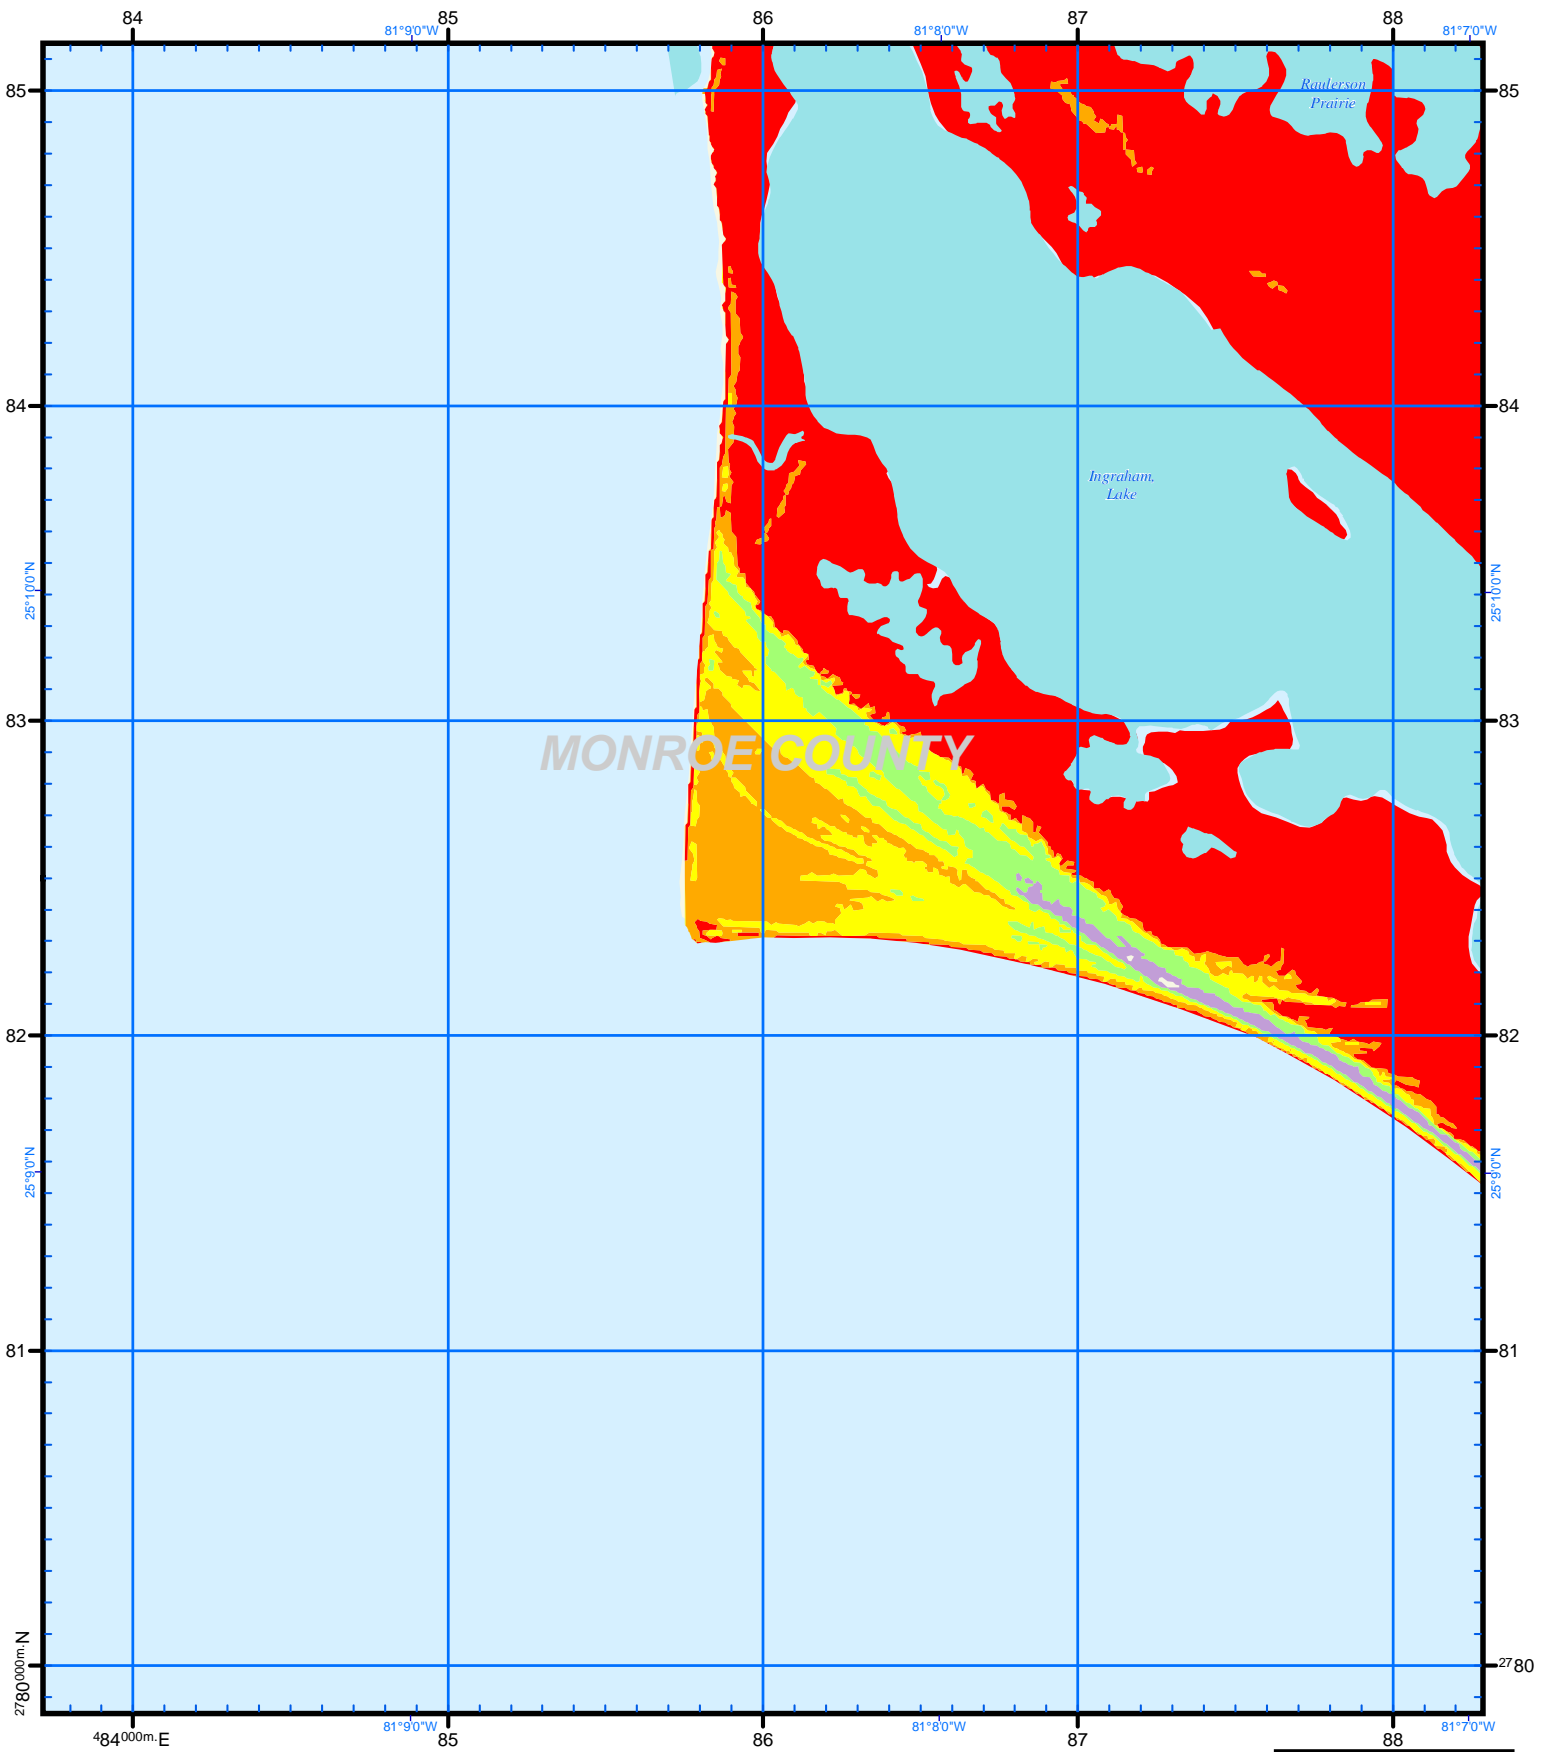 84 85 86 87 88
81°9'0"W 81°8'0"W 81°7'0"W
85 85
Raulerson
Prairie
84 84
Ingraham,
Lake
25°10'0"N 25°10'0"N
83 83
MONROE COUNTY
82 82
25°9'0"N 25°9'0"N
81 81
2780000m.N 2780
81°9'0"W 81°8'0"W 81°7'0"W
484000m.E 85 86 87 88